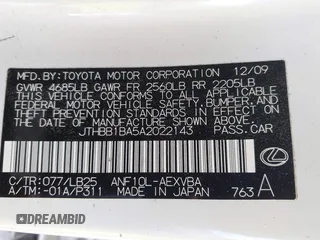 MFD.BY: TOYOTA MOTOR CORPORATION 12/09
GVWR 4685LB GAWR FR 2560LB RR 2205LB
THIS VEHICLE CONFORMS TO ALL APPLICABLE
FEDERAL MOTOR VEHICLE SAFETY, BUMPER, AND
THEFT PREVENTION STANDARDS IN EFFECT ON
THE DATE OF MANUFACTURE SHOWN ABOVE.
JTHBB1BA5A2022143 PASS.CAR
C/TR:077/LB25 ANF10L-AEXVBA
A/TM:-01A/P311 MADE IN JAPAN 763 A
DEALER AUCTION